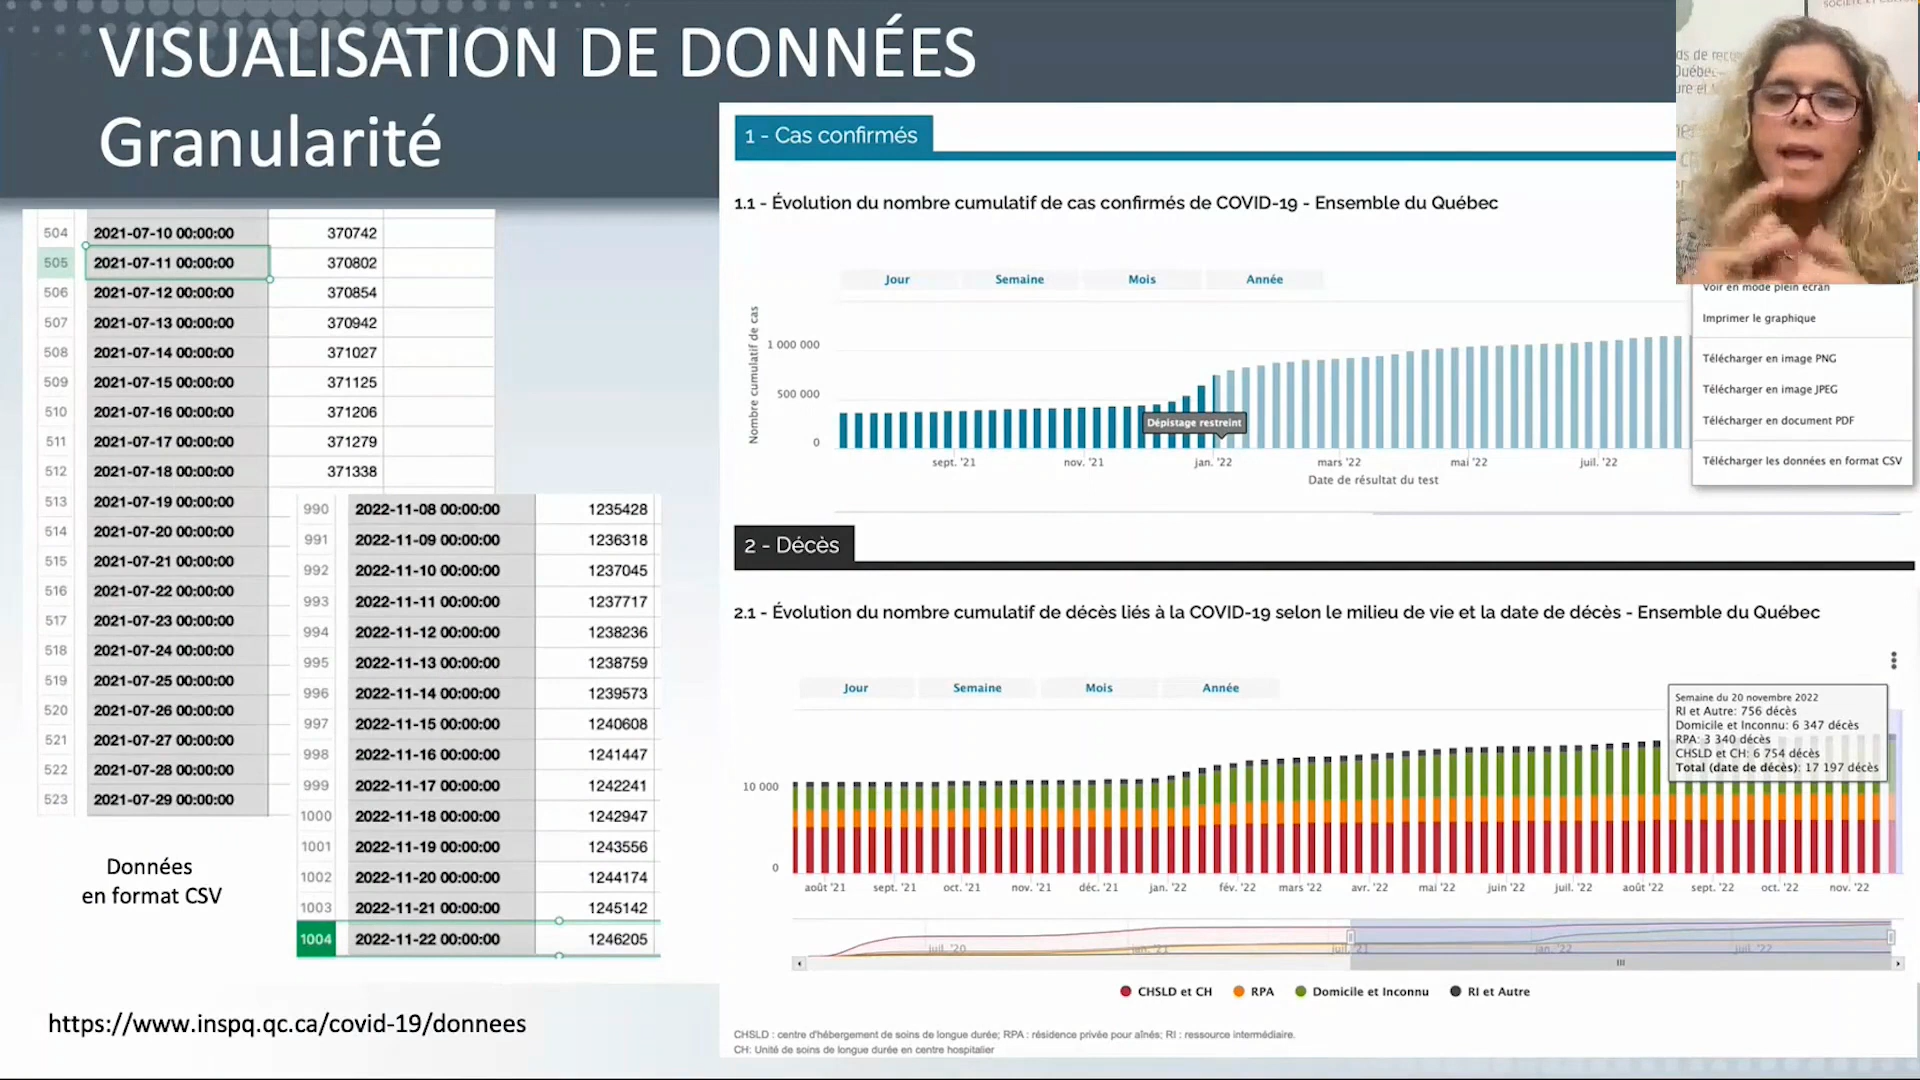 VISUALISATION DE DONNÉES
Granularité
504 2021-07-10 00:00:00 370742
505 2021-07-11 00:00:00 370802
506 2021-07-12 00:00:00 370854
507 2021-07-13 00:00:00 370942
508 2021-07-14 00:00:00 371027
509 2021-07-15 00:00:00 371125
510 2021-07-16 00:00:00 371206
511 2021-07-17 00:00:00 371279
512 2021-07-18 00:00:00 371338
513 2021-07-19 00:00:00
514 2021-07-20 00:00:00
515 2021-07-21 00:00:00
516 2021-07-22 00:00:00
517 2021-07-23 00:00:00
518 2021-07-24 00:00:00
519 2021-07-25 00:00:00
520 2021-07-26 00:00:00
521 2021-07-27 00:00:00
522 2021-07-28 00:00:00
523 2021-07-29 00:00:00
990 2022-11-08 00:00:00 1235428
991 2022-11-09 00:00:00 1236318
992 2022-11-10 00:00:00 1237045
993 2022-11-11 00:00:00 1237717
994 2022-11-12 00:00:00 1238236
995 2022-11-13 00:00:00 1238759
996 2022-11-14 00:00:00 1239573
997 2022-11-15 00:00:00 1240608
998 2022-11-16 00:00:00 1241447
999 2022-11-17 00:00:00 1242241
1000 2022-11-18 00:00:00 1242947
1001 2022-11-19 00:00:00 1243556
1002 2022-11-20 00:00:00 1244174
1003 2022-11-21 00:00:00 1245142
1004 2022-11-22 00:00:00 1246205
Données
en format CSV
https://www.inspq.qc.ca/covid-19/donnees
1 - Cas confirmés
1.1 - Évolution du nombre cumulatif de cas confirmés de COVID-19 - Ensemble du Québec
Jour Semaine Mois Année
Nombre cumulatif de cas
1 000 000
500 000
0
Dépistage restreint
sept. '21 nov. '21 jan. '22 mars '22 mai '22 juil. '22
Date de résultat du test
Voir en mode plein écran
Imprimer le graphique
Télécharger en image PNG
Télécharger en image JPEG
Télécharger en document PDF
Télécharger les données en format CSV
2 - Décès
2.1 - Évolution du nombre cumulatif de décès liés à la COVID-19 selon le milieu de vie et la date de décès - Ensemble du Québec
Jour Semaine Mois Année
Semaine du 20 novembre 2022
RI et Autre: 756 décès
Domicile et Inconnu: 6 347 décès
RPA: 3 340 décès
CHSLD et CH: 6 754 décès
Total (date de décès): 17 197 décès
10 000
0
août '21 sept. '21 oct. '21 nov. '21 déc. '21 jan. '22 fév. '22 mars '22 avr. '22 mai '22 juin '22 juil. '22 août '22 sept. '22 oct. '22 nov. '22
juil. '20 jan. '21 juil. '21 jan. '22 juil. '22
CHSLD et CH RPA Domicile et Inconnu RI et Autre
CHSLD : centre d'hébergement de soins de longue durée; RPA : résidence privée pour aînés; RI : ressource intermédiaire.
CH: Unité de soins de longue durée en centre hospitalier